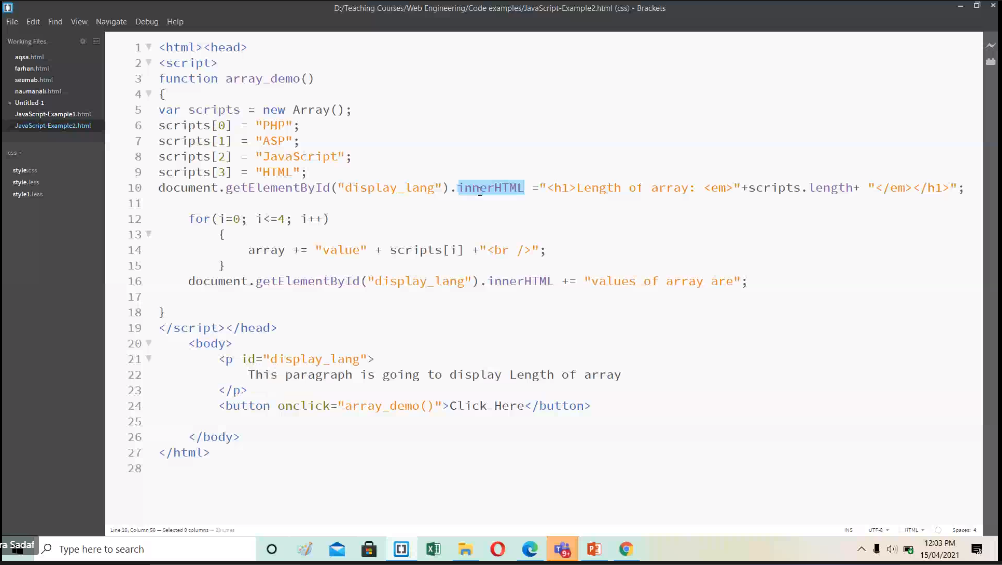 D:/Teaching Courses/Web Engineering/Code examples/JavaScript-Example2.html (css) - Brackets
File Edit Find View Navigate Debug Help
Working Files
aqsa.html
farhan.html
seemab.html
naumanali.html
Untitled-1
JavaScript-Example1.html
JavaScript-Example2.html
css
style.css
style.less
style1.less
1 <html><head>
2 <script>
3 function array_demo()
4 {
5 var scripts = new Array();
6 scripts[0] = "PHP";
7 scripts[1] = "ASP";
8 scripts[2] = "JavaScript";
9 scripts[3] = "HTML";
10 document.getElementById("display_lang").innerHTML ="<h1>Length of array: <em>"+scripts.length+ "</em></h1>";
11
12 for(i=0; i<=4; i++)
13 {
14 array += "value" + scripts[i] +"<br />";
15 }
16 document.getElementById("display_lang").innerHTML += "values of array are";
17
18 }
19 </script></head>
20 <body>
21 <p id="display_lang">
22 This paragraph is going to display Length of array
23 </p>
24 <button onclick="array_demo()">Click Here</button>
25
26 </body>
27 </html>
28
Line 10, Column 58 — Selected 9 columns — 28 Lines
INS UTF-8 HTML Spaces: 4
ra Sadaf
Type here to search
12:03 PM
15/04/2021